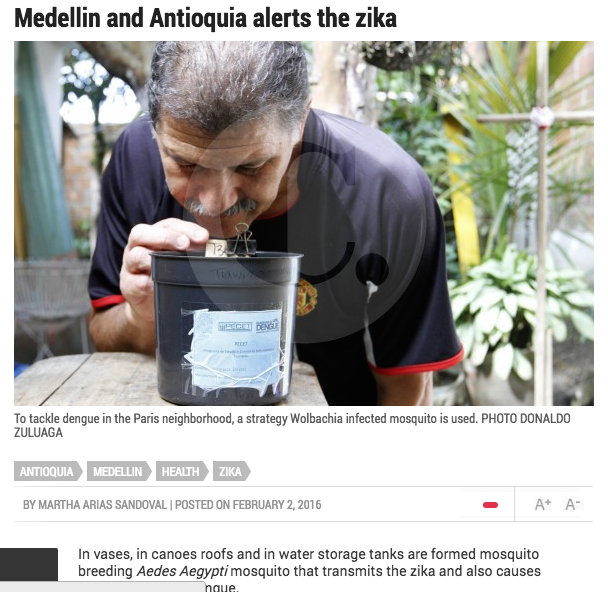 Medellin and Antioquia alerts the zika
73
PECET
DENGUE
PECET
To tackle dengue in the Paris neighborhood, a strategy Wolbachia infected mosquito is used. PHOTO DONALDO
ZULUAGA
ANTIOQUIA MEDELLIN HEALTH ZIKA
BY MARTHA ARIAS SANDOVAL | POSTED ON FEBRUARY 2, 2016
A+ A-
In vases, in canoes roofs and in water storage tanks are formed mosquito
breeding Aedes Aegypti mosquito that transmits the zika and also causes